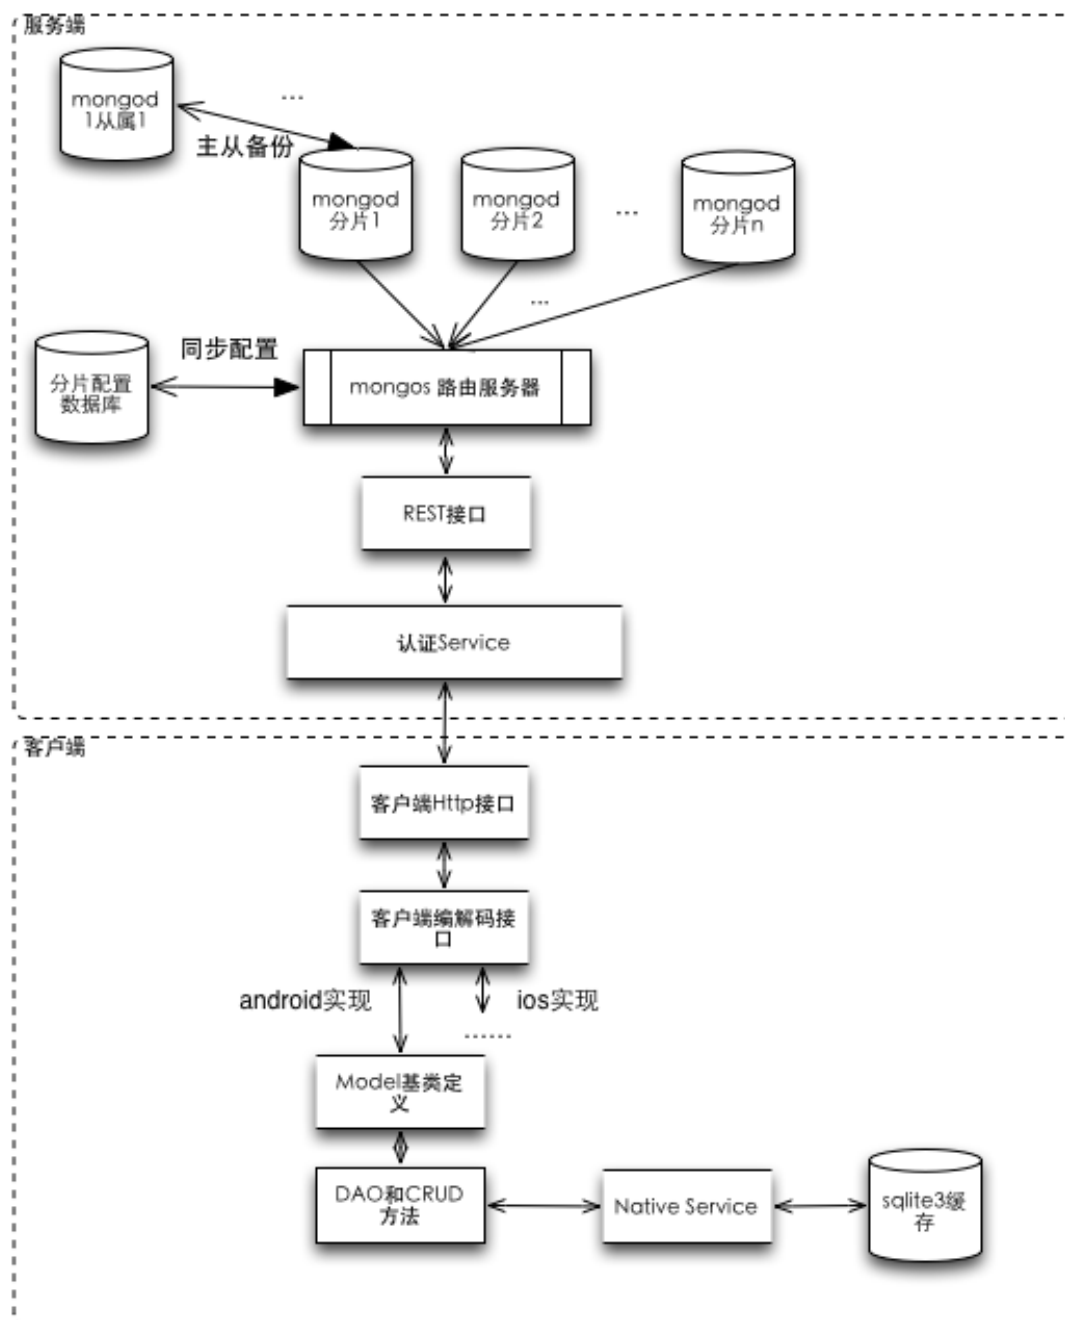 服务端
mongod
1从属1
...
主从备份
mongod
分片1
mongod
分片2
...
mongod
分片n
...
同步配置
分片配置
数据库
mongos 路由服务器
REST接口
认证Service
客户端
客户端Http接口
客户端编解码接
口
android实现
ios实现
......
Model基类定
义
DAO和CRUD
方法
Native Service
sqlite3缓
存